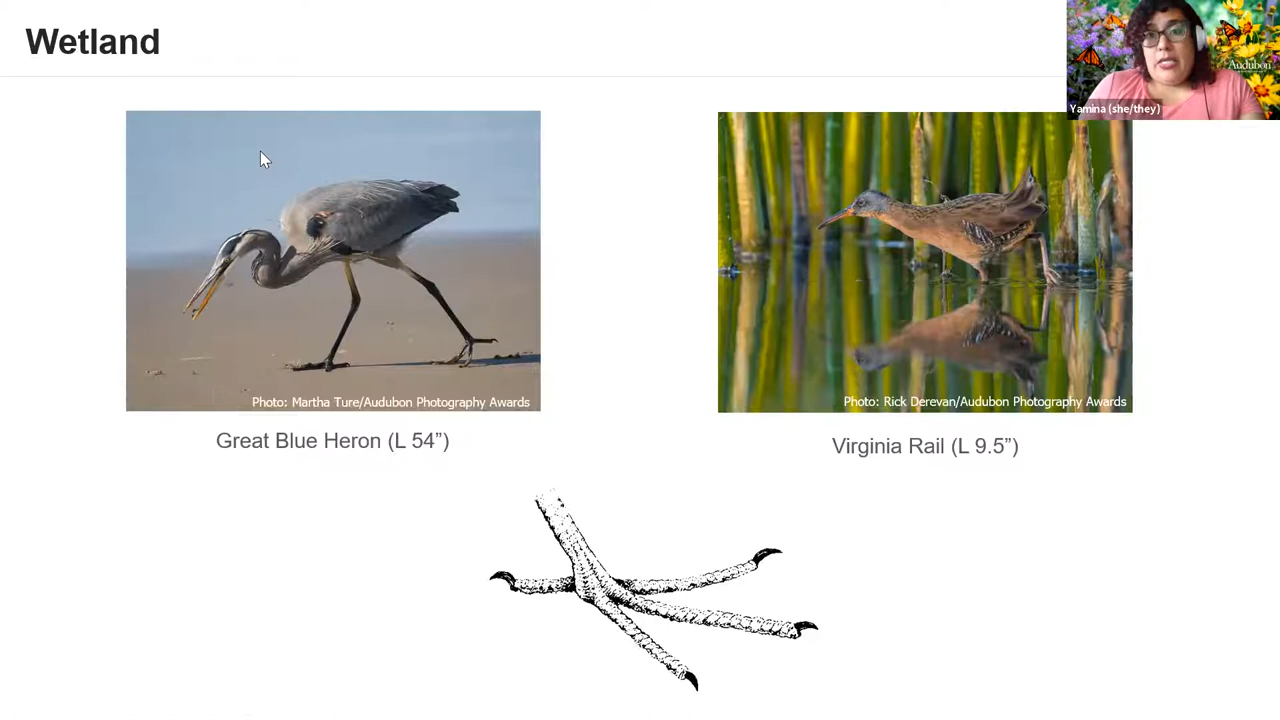 Wetland
Audubon
Yamina (she/they)
Photo: Martha Ture/Audubon Photography Awards
Photo: Rick Derevan/Audubon Photography Awards
Great Blue Heron (L 54”)
Virginia Rail (L 9.5”)